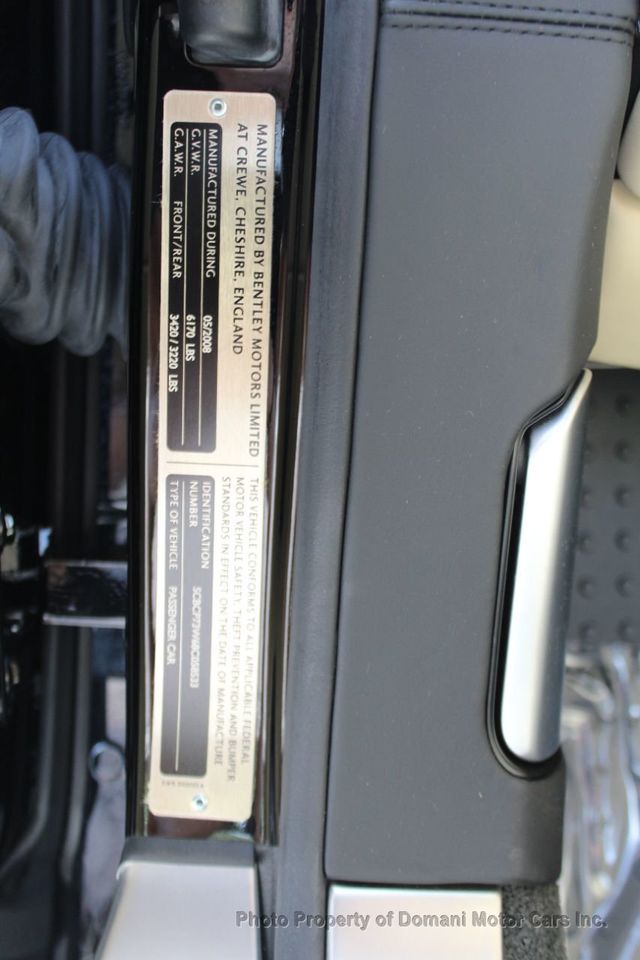 MANUFACTURED BY BENTLEY MOTORS LIMITED
AT CREWE, CHESHIRE, ENGLAND
MANUFACTURED DURING 05/2008
G.V.W.R. 6170 LBS
G.A.W.R. FRONT/REAR 3420 / 3220 LBS
THIS VEHICLE CONFORMS TO ALL APPLICABLE FEDERAL
MOTOR VEHICLE SAFETY, THEFT PREVENTION AND BUMPER
STANDARDS IN EFFECT ON THE DATE OF MANUFACTURE
IDENTIFICATION
NUMBER
TYPE OF VEHICLE PASSENGER CAR
Photo Property of Domani Motor Cars Inc.